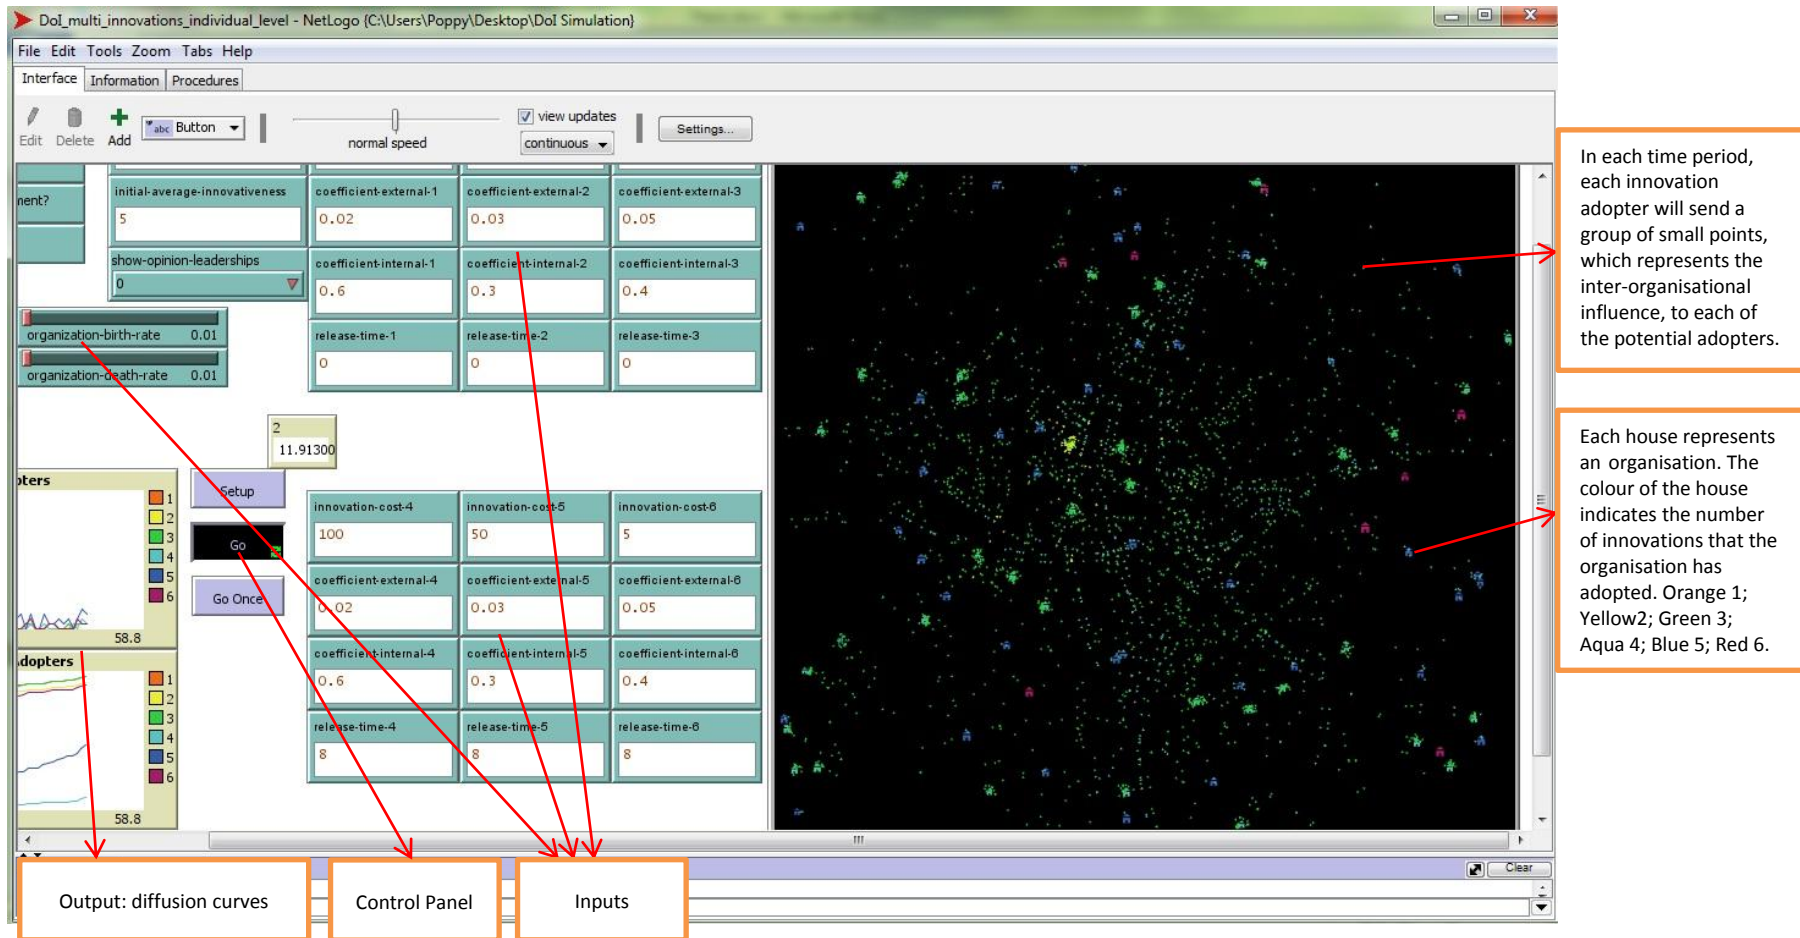 DoI_multi_innovations_individual_level - NetLogo {C:\Users\Poppy\Desktop\DoI Simulation}
File Edit Tools Zoom Tabs Help
Interface Information Procedures
Edit Delete Add
abc Button
normal speed
view updates
continuous
Settings...
ment?
initial-average-innovativeness
5
show-opinion-leaderships
0
organization-birth-rate 0.01
organization-death-rate 0.01
coefficient-external-1 coefficient-external-2 coefficient-external-3
0.02 0.03 0.05
coefficient-internal-1 coefficient-internal-2 coefficient-internal-3
0.6 0.3 0.4
release-time-1 release-time-2 release-time-3
0 0 0
2
11.91300
pters
1
2
3
4
5
6
58.8
Adopters
1
2
3
4
5
6
58.8
Setup
Go
Go Once
innovation-cost-4 innovation-cost-5 innovation-cost-6
100 50 5
coefficient-external-4 coefficient-external-5 coefficient-external-6
0.02 0.03 0.05
coefficient-internal-4 coefficient-internal-5 coefficient-internal-6
0.6 0.3 0.4
release-time-4 release-time-5 release-time-6
8 8 8
Clear
Output: diffusion curves
Control Panel
Inputs
In each time period,
each innovation
adopter will send a
group of small points,
which represents the
inter-organisational
influence, to each of
the potential adopters.
Each house represents
an organisation. The
colour of the house
indicates the number
of innovations that the
organisation has
adopted. Orange 1;
Yellow2; Green 3;
Aqua 4; Blue 5; Red 6.